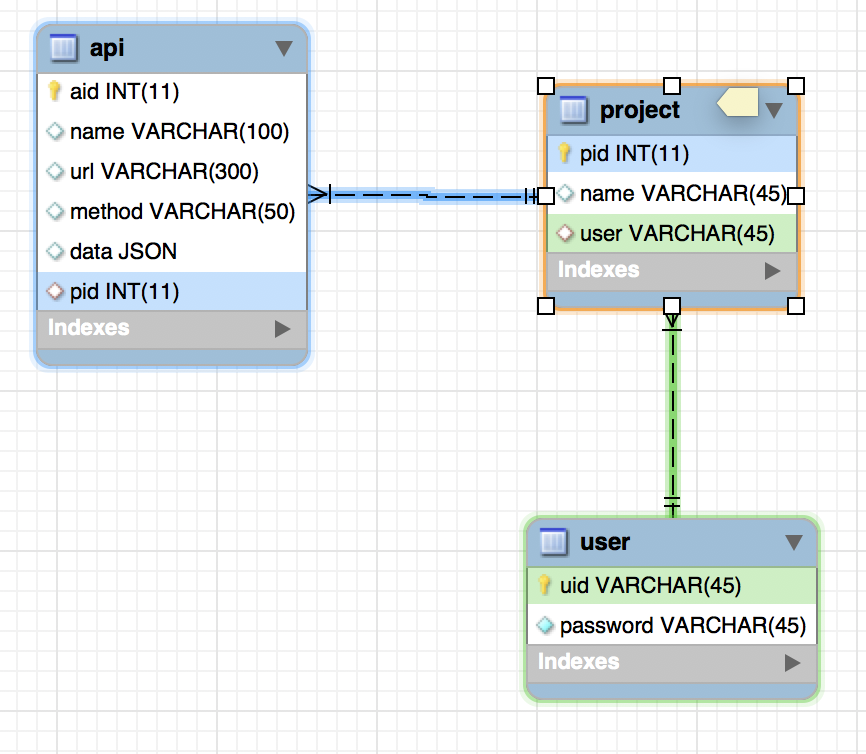 api
aid INT(11)
name VARCHAR(100)
url VARCHAR(300)
method VARCHAR(50)
data JSON
pid INT(11)
Indexes
project
pid INT(11)
name VARCHAR(45)
user VARCHAR(45)
Indexes
user
uid VARCHAR(45)
password VARCHAR(45)
Indexes